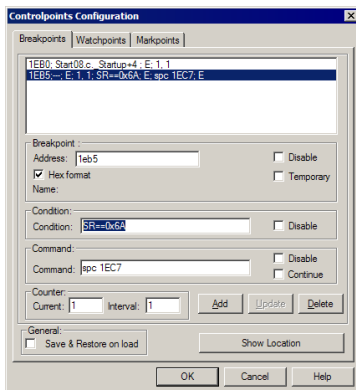 Controlpoints Configuration
Breakpoints Watchpoints Markpoints
1EB0; Start08.c._Startup+4 ; E; 1, 1
1EB5;---; E; 1, 1; SR==0x6A; E; spc 1EC7; E
Breakpoint :
Address: 1eb5 Disable
Hex format Temporary
Name:
Condition:
Condition: SR==0x6A Disable
Command:
Disable
Command: spc 1EC7 Continue
Counter:
Current: 1 Interval: 1 Add Update Delete
General:
Save & Restore on load Show Location
OK Cancel Help